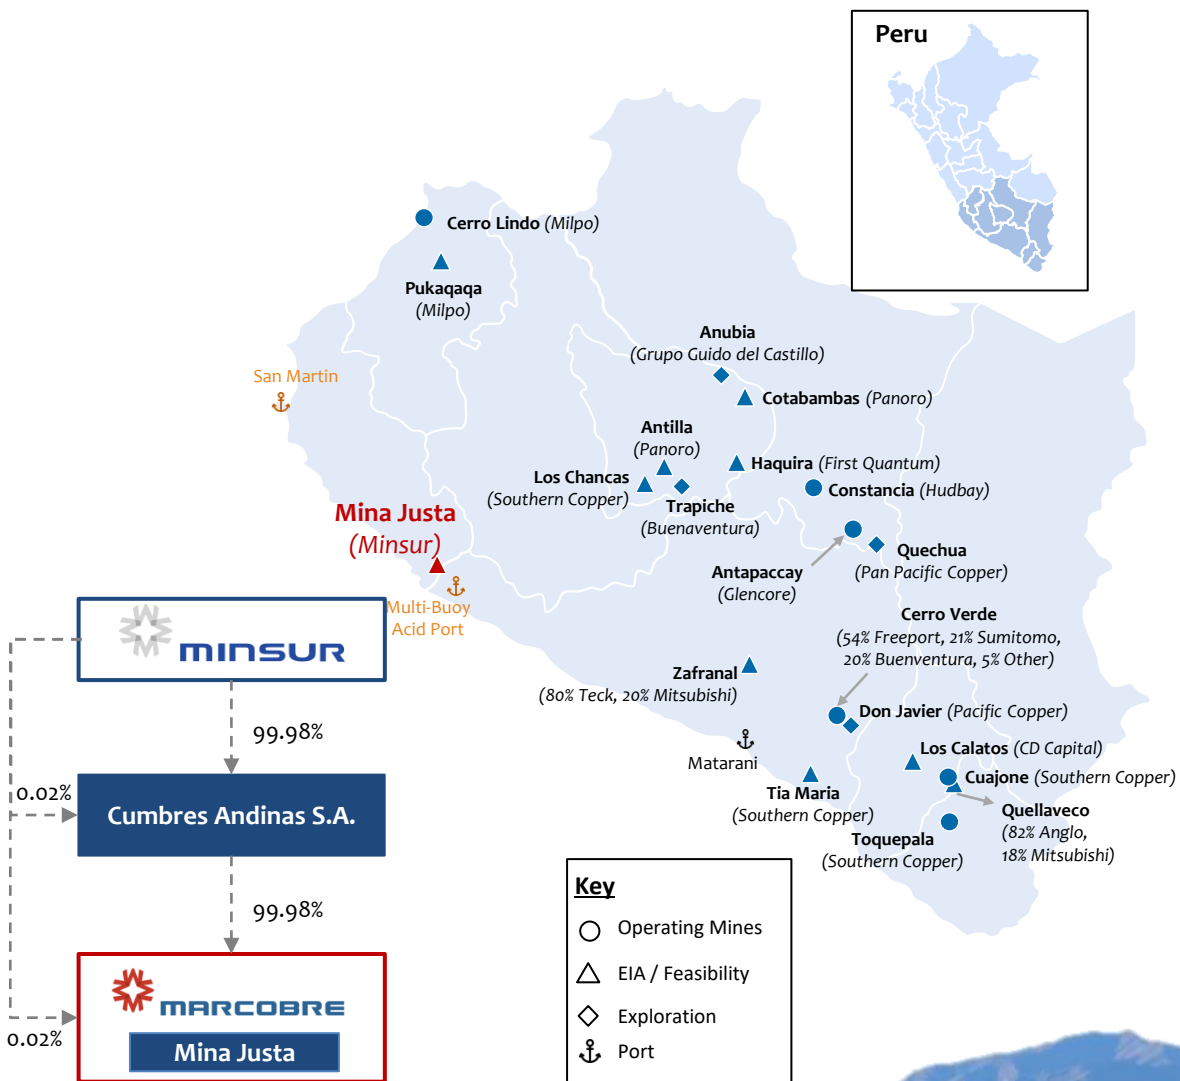 Peru
Cerro Lindo (Milpo)
Pukaqaqa
(Milpo)
Anubia
(Grupo Guido del Castillo)
San Martin
Cotabambas (Panoro)
Antilla
(Panoro)
Haquira (First Quantum)
Los Chancas
(Southern Copper)
Constancia (Hudbay)
Trapiche
(Buenaventura)
Mina Justa
(Minsur)
Quechua
(Pan Pacific Copper)
Antapaccay
(Glencore)
Multi-Buoy
Acid Port
Cerro Verde
(54% Freeport, 21% Sumitomo,
20% Buenventura, 5% Other)
Zafranal
(80% Teck, 20% Mitsubishi)
Don Javier (Pacific Copper)
Matarani
Los Calatos (CD Capital)
Cuajone (Southern Copper)
Tia Maria
(Southern Copper)
Quellaveco
(82% Anglo,
18% Mitsubishi)
Toquepala
(Southern Copper)
MINSUR
99.98%
0.02%
Cumbres Andinas S.A.
99.98%
MARCOBRE
0.02%
Mina Justa
Key
Operating Mines
EIA / Feasibility
Exploration
Port